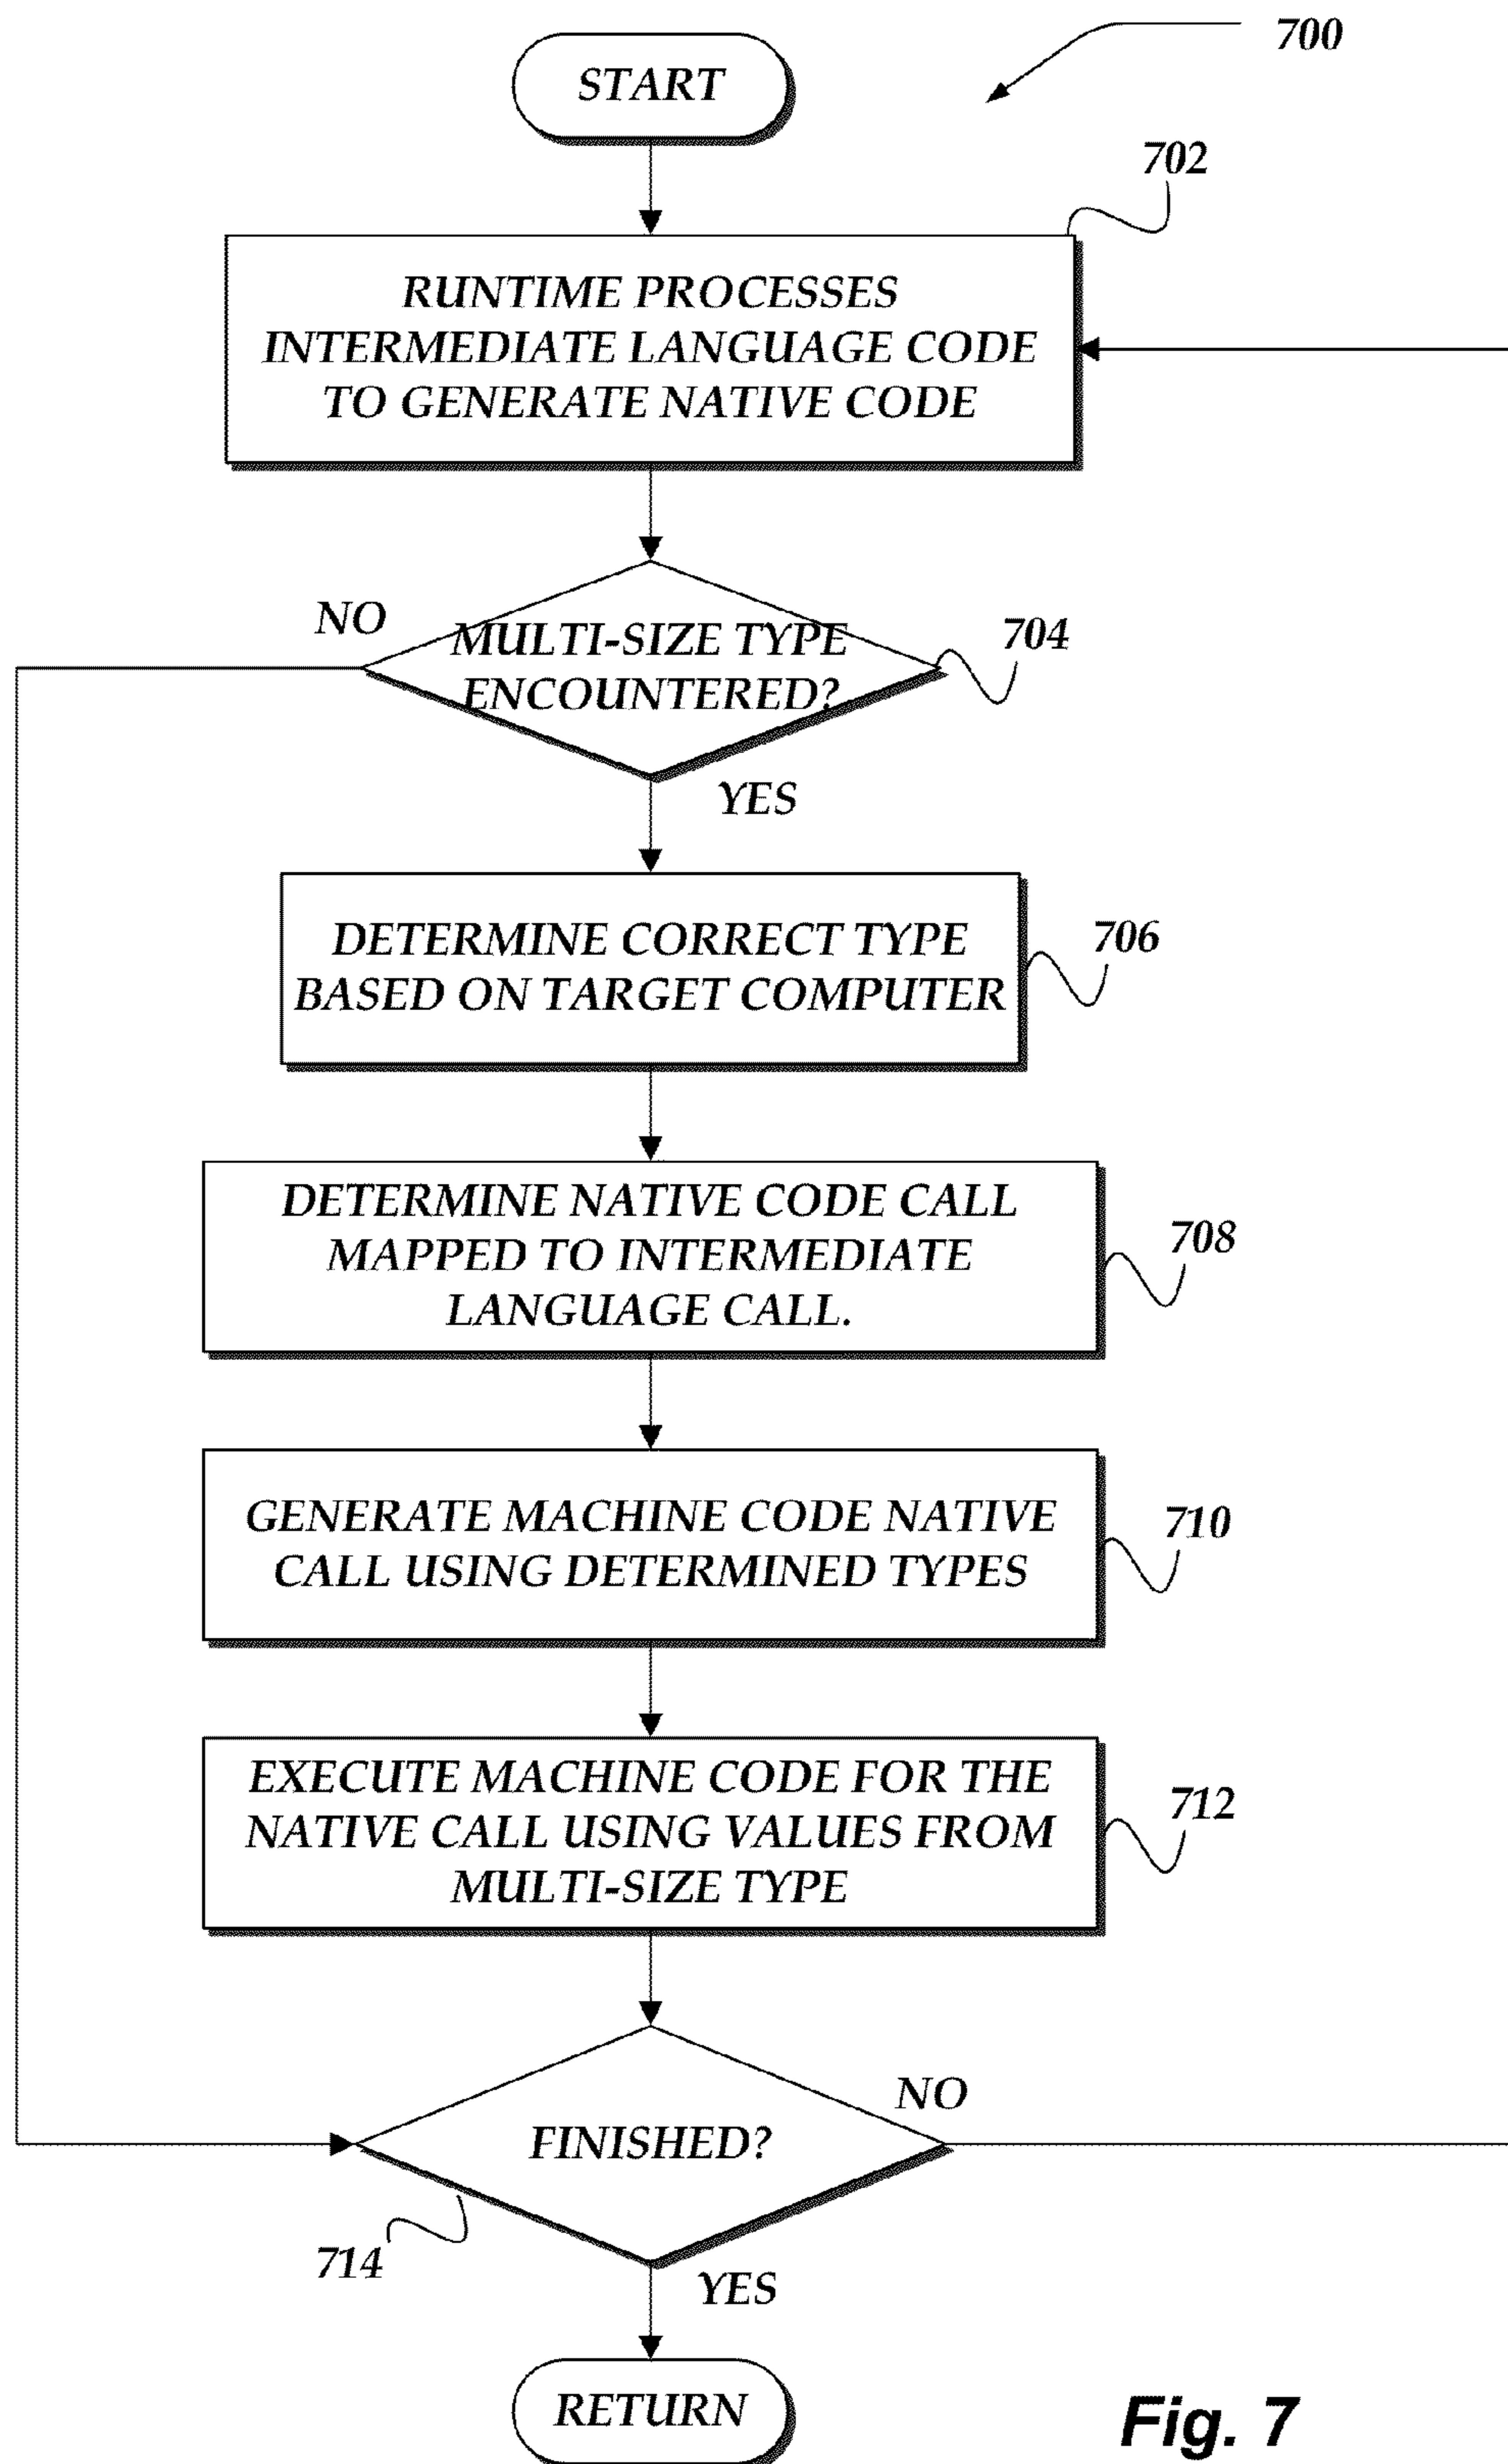 700
START
702
RUNTIME PROCESSES
INTERMEDIATE LANGUAGE CODE
TO GENERATE NATIVE CODE
NO
MULTI-SIZE TYPE
ENCOUNTERED?
704
YES
DETERMINE CORRECT TYPE
BASED ON TARGET COMPUTER
706
DETERMINE NATIVE CODE CALL
MAPPED TO INTERMEDIATE
LANGUAGE CALL.
708
GENERATE MACHINE CODE NATIVE
CALL USING DETERMINED TYPES
710
EXECUTE MACHINE CODE FOR THE
NATIVE CALL USING VALUES FROM
MULTI-SIZE TYPE
712
NO
FINISHED?
714
YES
RETURN
Fig. 7